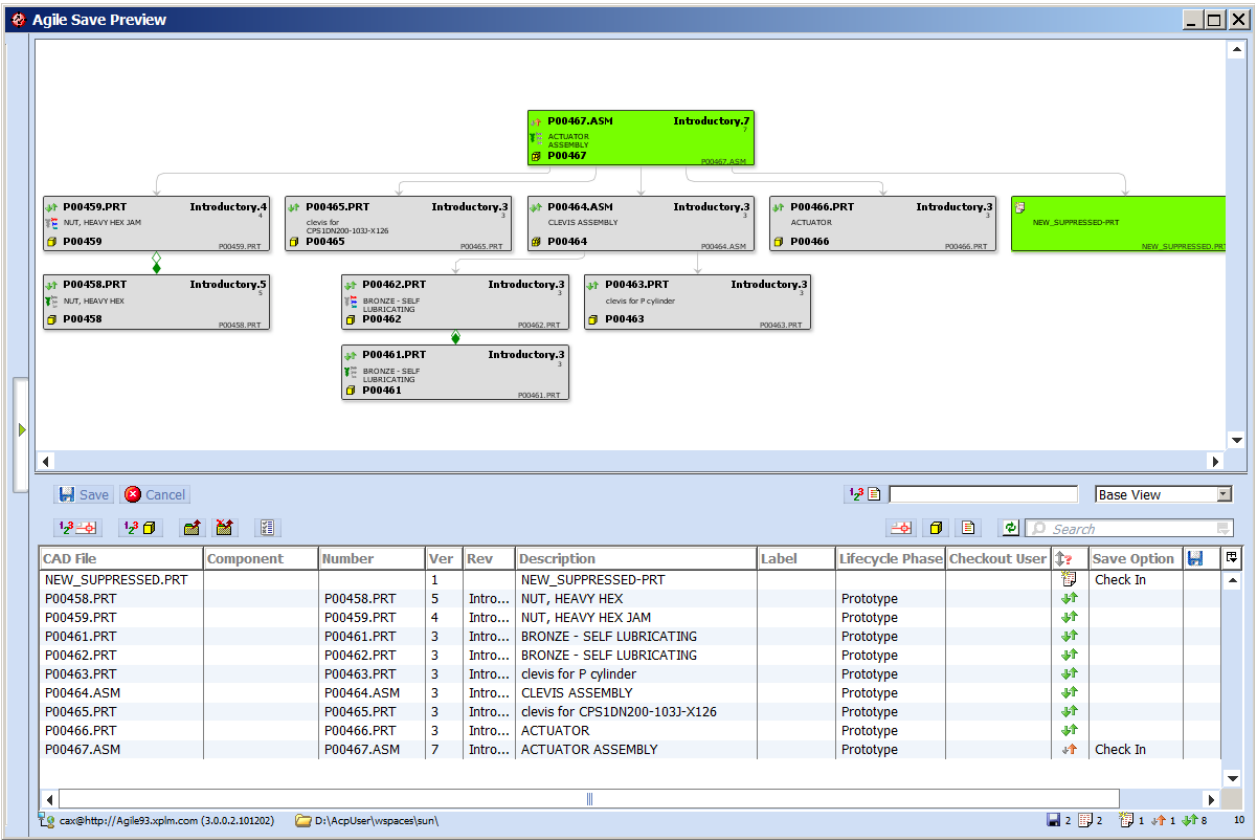 Agile Save Preview
P00467.ASM Introductory.7
7
ACTUATOR
ASSEMBLY
P00467
P00467.ASM
P00459.PRT Introductory.4
4
NUT, HEAVY HEX JAM
P00459
P00459.PRT
P00465.PRT Introductory.3
3
clevis for
CPS1DN200-103J-X126
P00465
P00465.PRT
P00464.ASM Introductory.3
3
CLEVIS ASSEMBLY
P00464
P00464.ASM
P00466.PRT Introductory.3
3
ACTUATOR
P00466
P00466.PRT
NEW_SUPPRESSED-PRT
NEW_SUPPRESSED.PRT
P00458.PRT Introductory.5
5
NUT, HEAVY HEX
P00458
P00458.PRT
P00462.PRT Introductory.3
3
BRONZE - SELF
LUBRICATING
P00462
P00462.PRT
P00463.PRT Introductory.3
3
clevis for P cylinder
P00463
P00463.PRT
P00461.PRT Introductory.3
3
BRONZE - SELF
LUBRICATING
P00461
P00461.PRT
Save Cancel
Base View
Search
CAD File Component Number Ver Rev Description Label Lifecycle Phase Checkout User Save Option
NEW_SUPPRESSED.PRT 1 NEW_SUPPRESSED-PRT Check In
P00458.PRT P00458.PRT 5 Intro... NUT, HEAVY HEX Prototype
P00459.PRT P00459.PRT 4 Intro... NUT, HEAVY HEX JAM Prototype
P00461.PRT P00461.PRT 3 Intro... BRONZE - SELF LUBRICATING Prototype
P00462.PRT P00462.PRT 3 Intro... BRONZE - SELF LUBRICATING Prototype
P00463.PRT P00463.PRT 3 Intro... clevis for P cylinder Prototype
P00464.ASM P00464.ASM 3 Intro... CLEVIS ASSEMBLY Prototype
P00465.PRT P00465.PRT 3 Intro... clevis for CPS1DN200-103J-X126 Prototype
P00466.PRT P00466.PRT 3 Intro... ACTUATOR Prototype
P00467.ASM P00467.ASM 7 Intro... ACTUATOR ASSEMBLY Prototype Check In
cax@http://Agile93.xplm.com (3.0.0.2.101202) D:\AcpUser\wspaces\sun\ 2 2 1 1 8 10